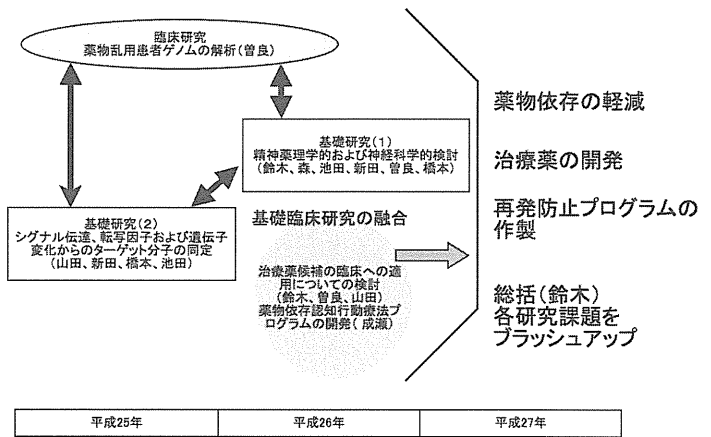 臨床研究
薬物乱用患者ゲノムの解析(曽良)
基礎研究(1)
精神薬理学的および神経科学的検討
(鈴木、森、池田、新田、曽良、橋本)
基礎研究(2)
シグナル伝達、転写因子および遺伝子
変化からのターゲット分子の同定
(山田、新田、橋本、池田)
基礎臨床研究の融合
治療薬候補の臨床への適
用についての検討
(鈴木、曽良、山田)
薬物依存認知行動療法プ
ログラムの開発(成瀬)
薬物依存の軽減
治療薬の開発
再発防止プログラムの
作製
総括(鈴木)
各研究課題を
ブラッシュアップ
平成25年
平成26年
平成27年